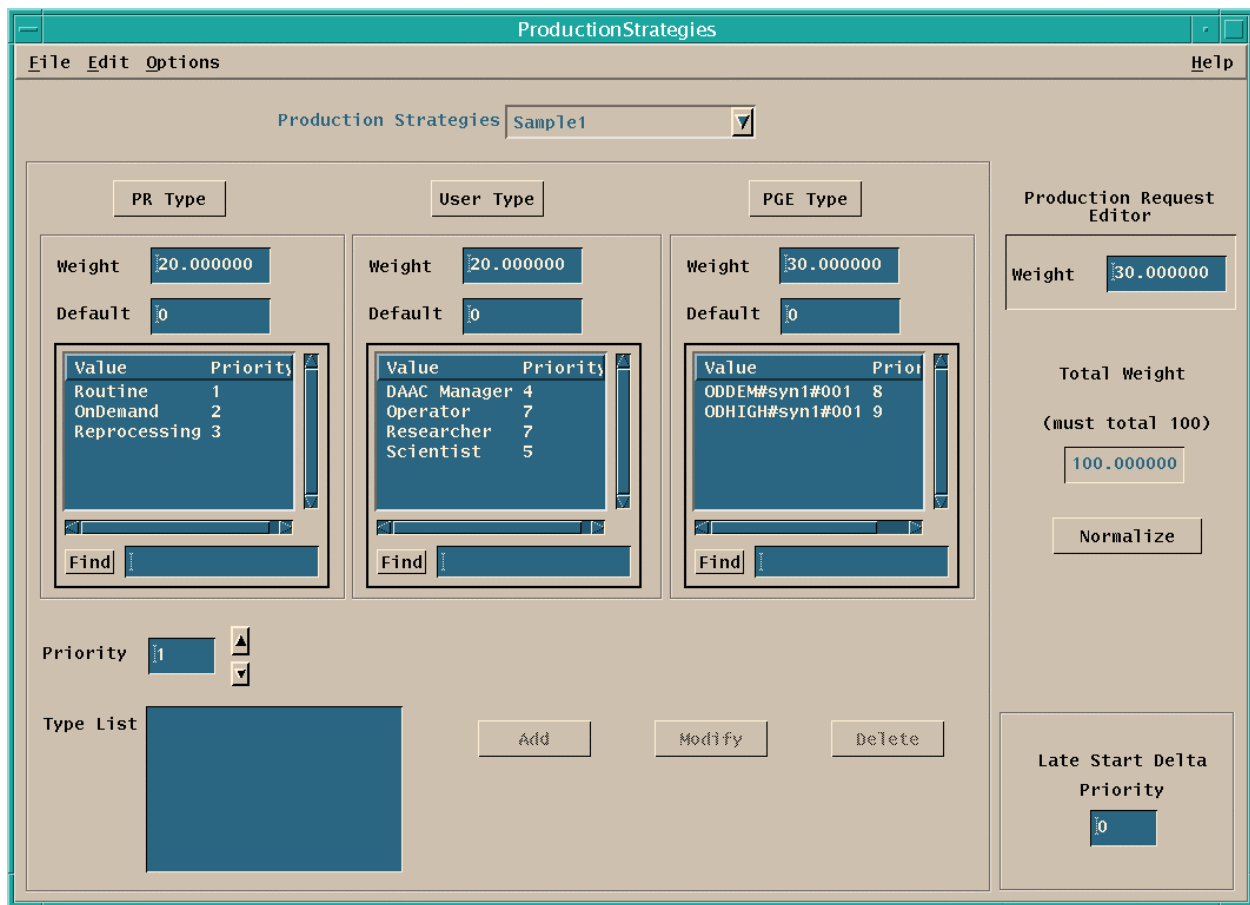 ProductionStrategies
File Edit Options Help
Production Strategies Sample1
PR Type User Type PGE Type
Production Request
Editor
Weight 20.000000 Weight 20.000000 Weight 30.000000 Weight 30.000000
Default 0 Default 0 Default 0
Value Priority
Routine 1
OnDemand 2
Reprocessing 3
Find
Value Priority
DAAC Manager 4
Operator 7
Researcher 7
Scientist 5
Find
Value Prior
ODDEM#syn1#001 8
ODHIGH#syn1#001 9
Find
Total Weight
(must total 100)
100.000000
Normalize
Priority 1
Type List
Add Modify Delete
Late Start Delta
Priority
0